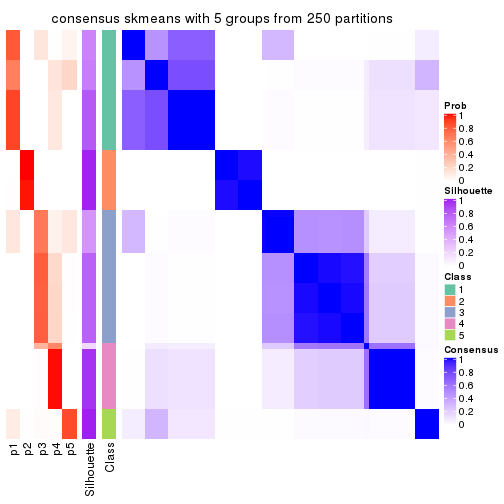 consensus skmeans with 5 groups from 250 partitions
Prob
1
0.8
0.6
0.4
0.2
0
Silhouette
1
0.8
0.6
0.4
0.2
0
Class
1
2
3
4
5
Consensus
1
0.8
0.6
0.4
0.2
0
p1
p2
p3
p4
p5
Silhouette
Class